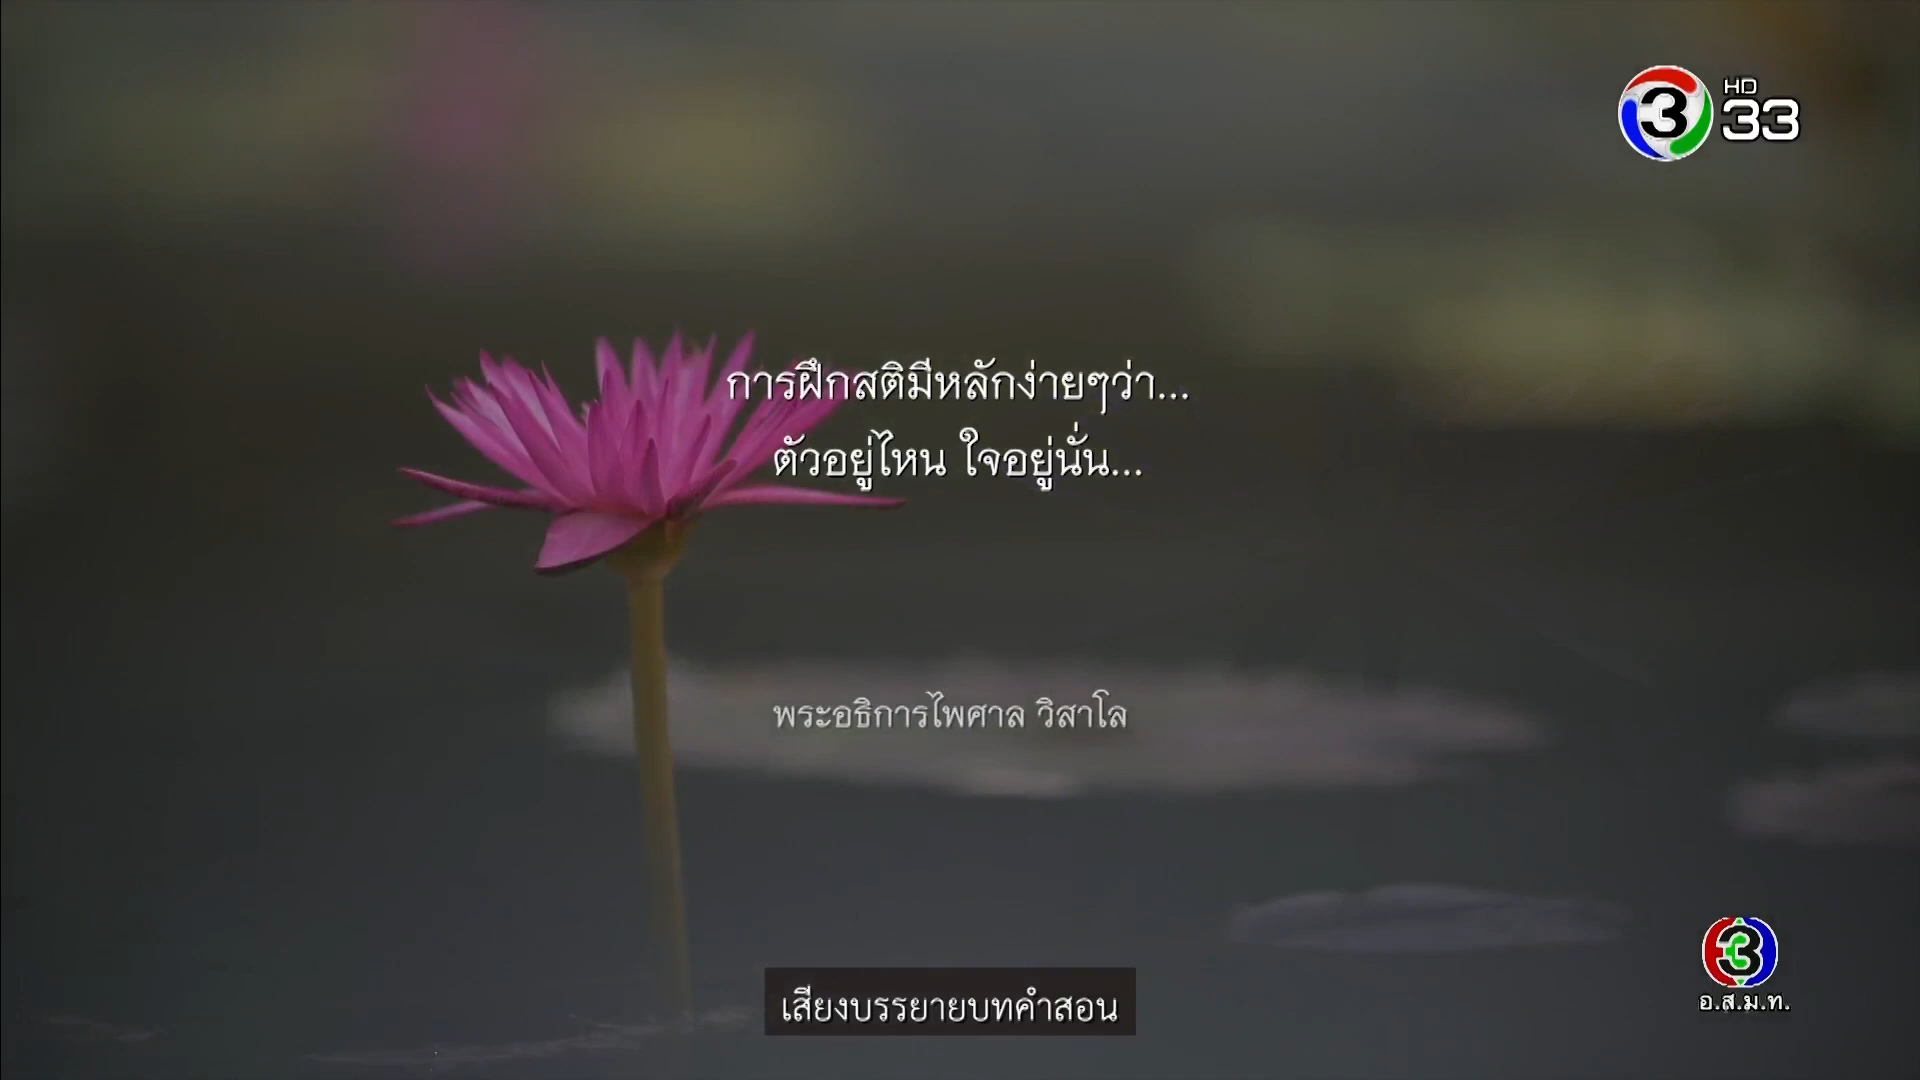 3 HD 33
การฝึกสติมีหลักง่ายๆว่า...
ตัวอยู่ไหน ใจอยู่นั่น...
พระอธิการไพศาล วิสาโล
3
อ.ส.ม.ท.
เสียงบรรยายบทคำสอน